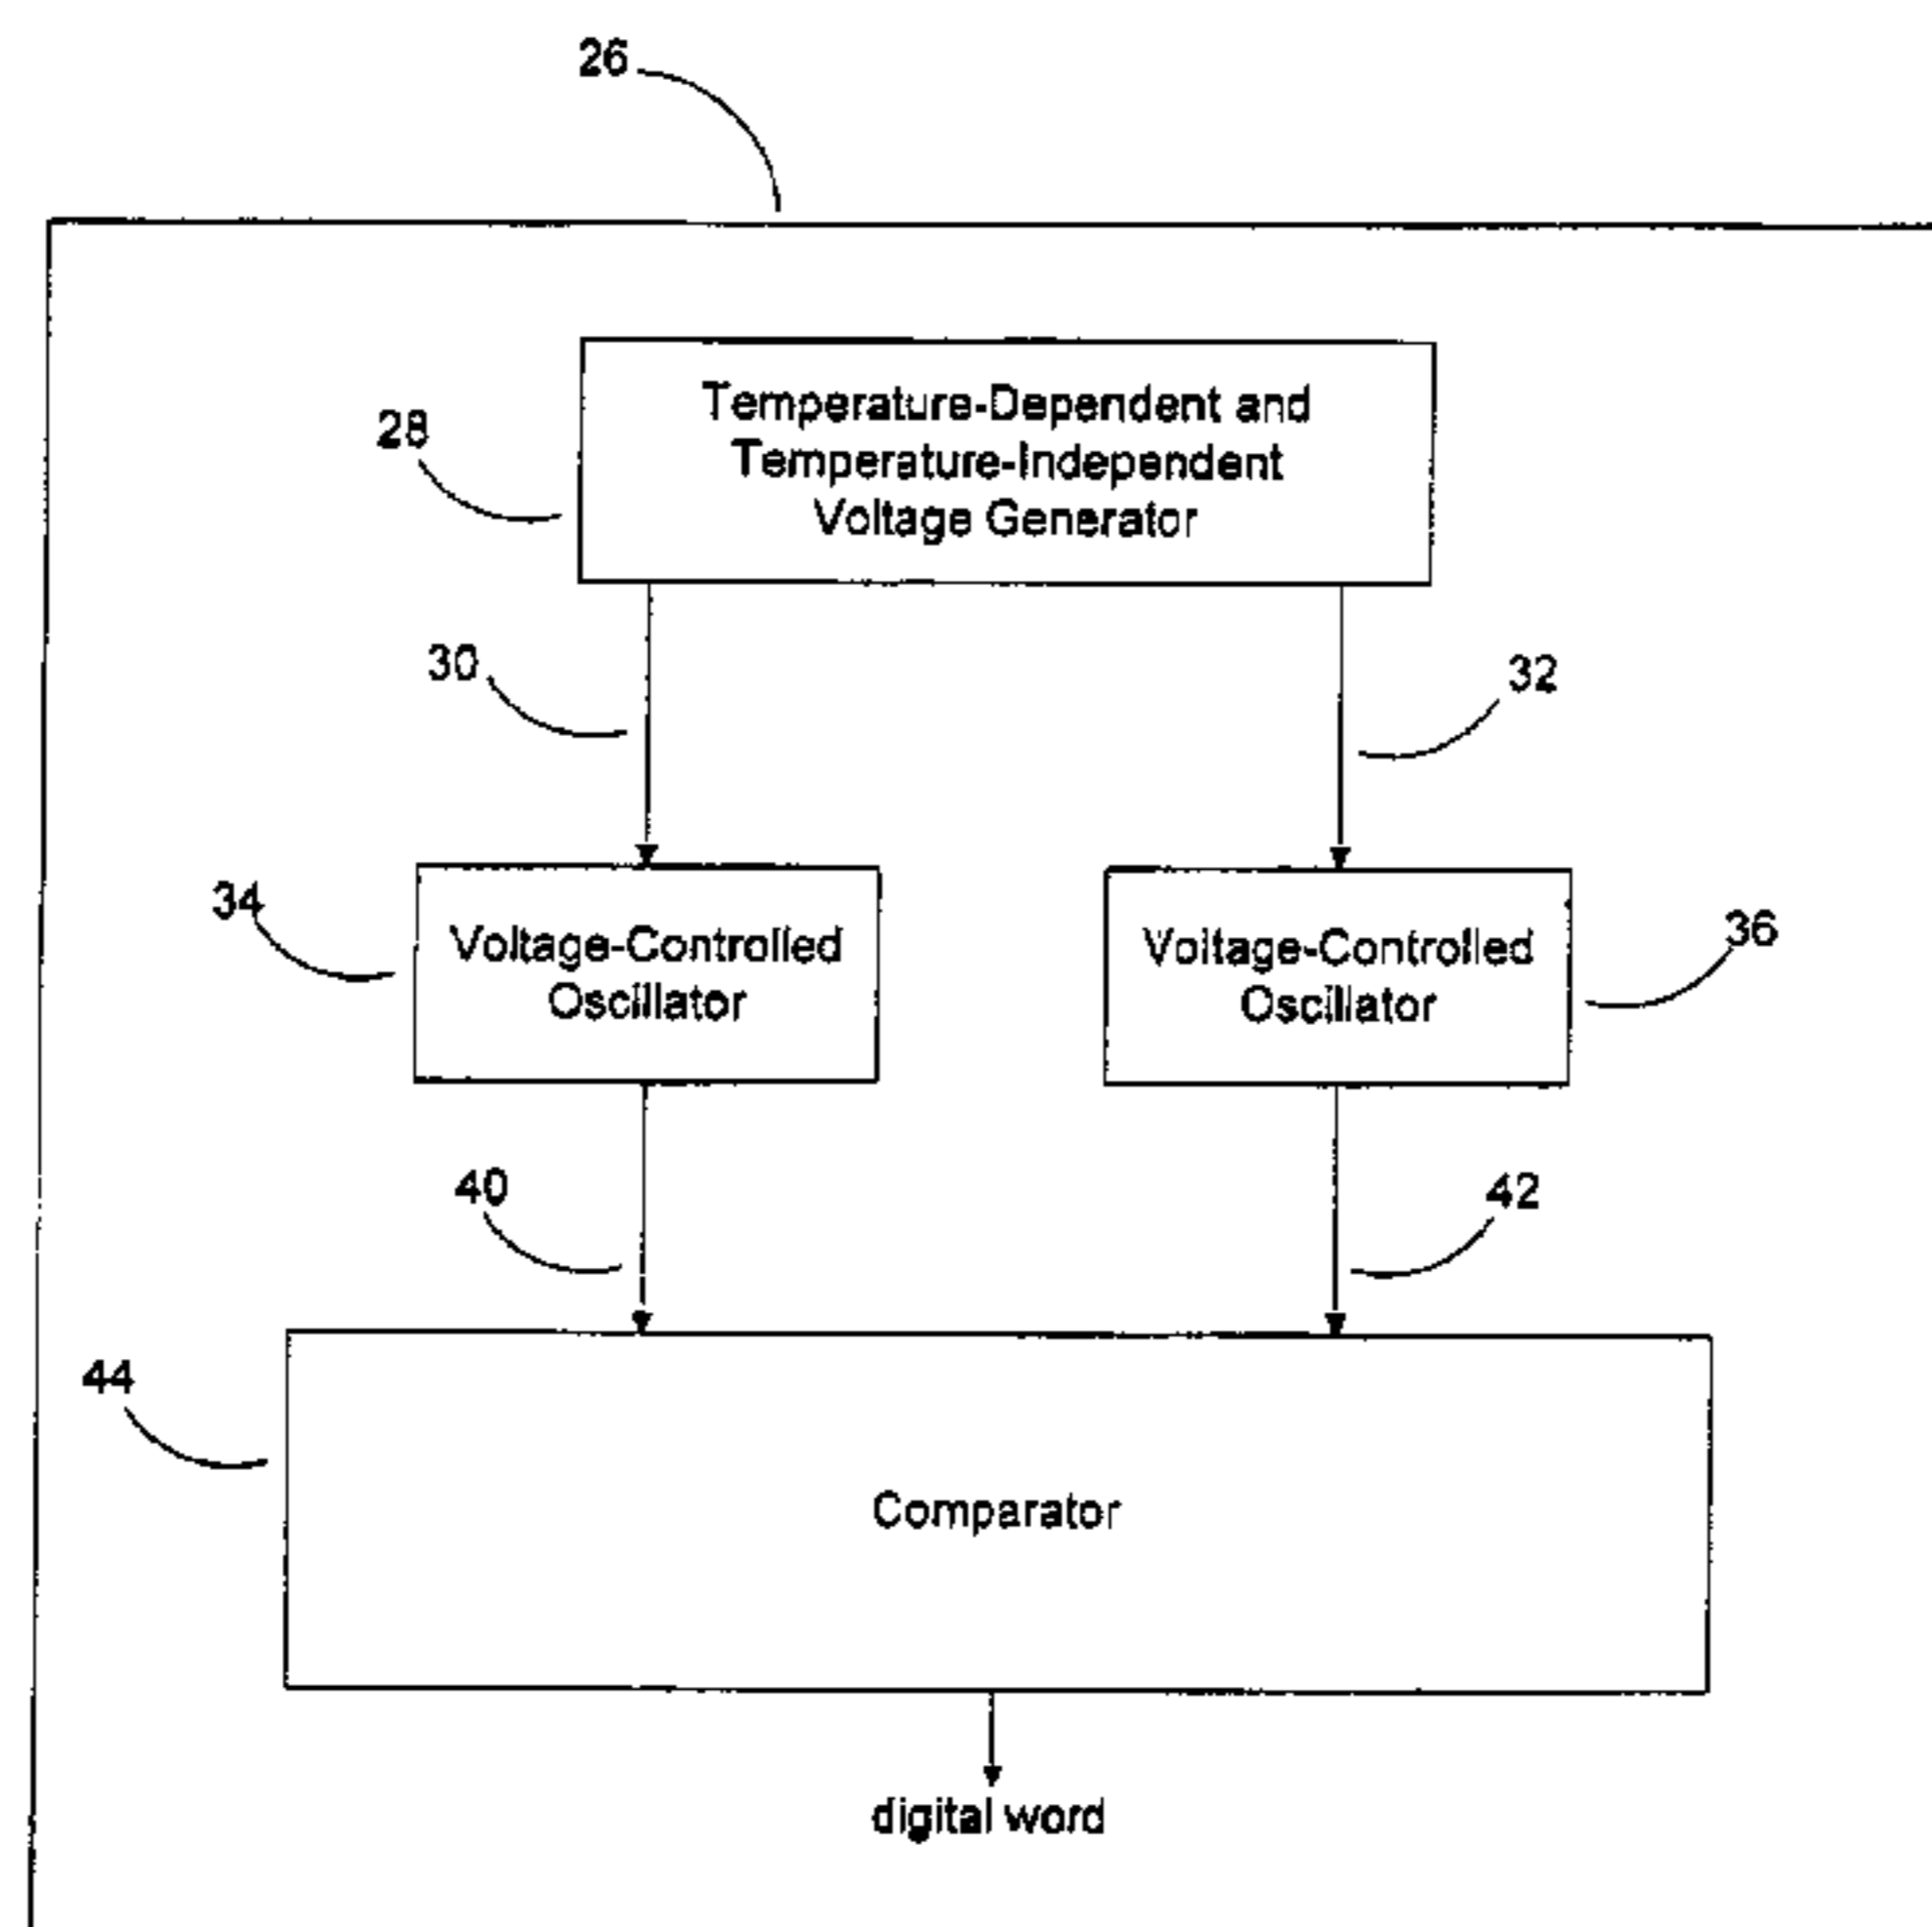 26
28
Temperature-Dependent and
Temperature-Independent
Voltage Generator
30
32
34
Voltage-Controlled
Oscillator
Voltage-Controlled
Oscillator
36
40
42
44
Comparator
digital word